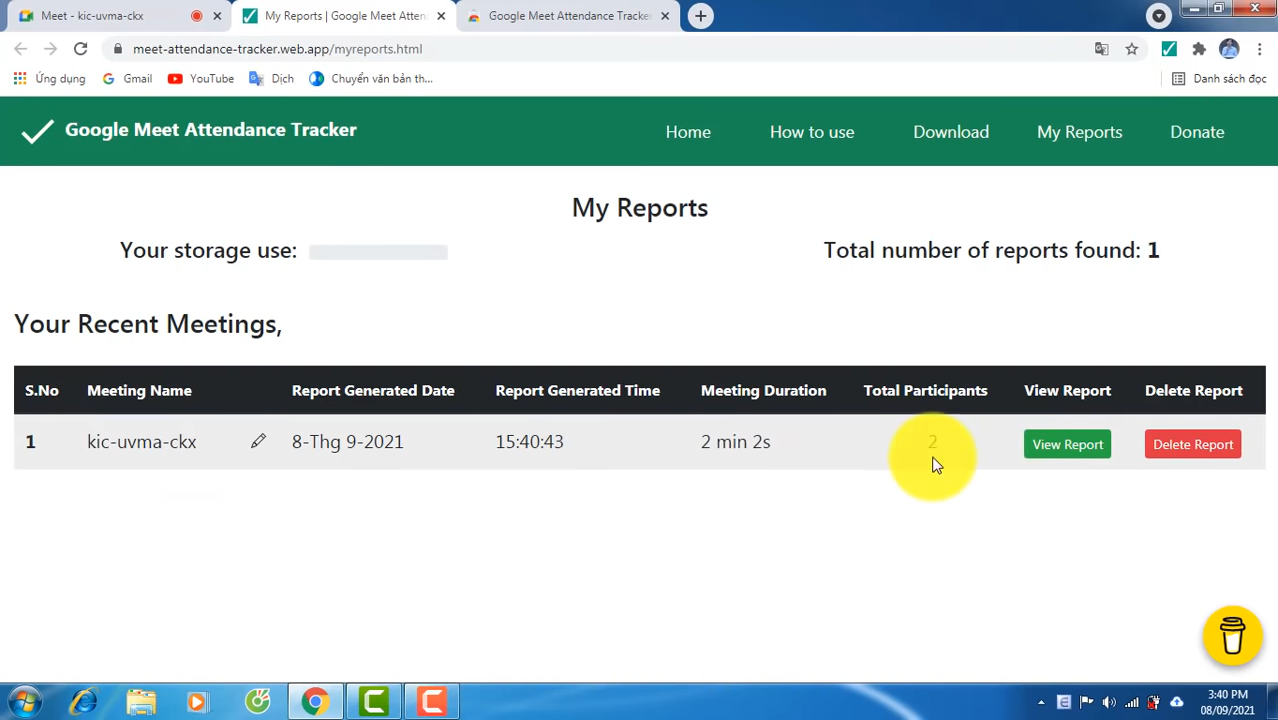 Meet - kic-uvma-ckx
My Reports | Google Meet Atten
Google Meet Attendance Tracker
meet-attendance-tracker.web.app/myreports.html
Ứng dụng
Gmail
YouTube
Dịch
Chuyển văn bản th...
Danh sách đọc
Google Meet Attendance Tracker
Home
How to use
Download
My Reports
Donate
My Reports
Your storage use:
Total number of reports found: 1
Your Recent Meetings,
S.No Meeting Name Report Generated Date Report Generated Time Meeting Duration Total Participants View Report Delete Report
1 kic-uvma-ckx 8-Thg 9-2021 15:40:43 2 min 2s 2 View Report Delete Report
3:40 PM
08/09/2021